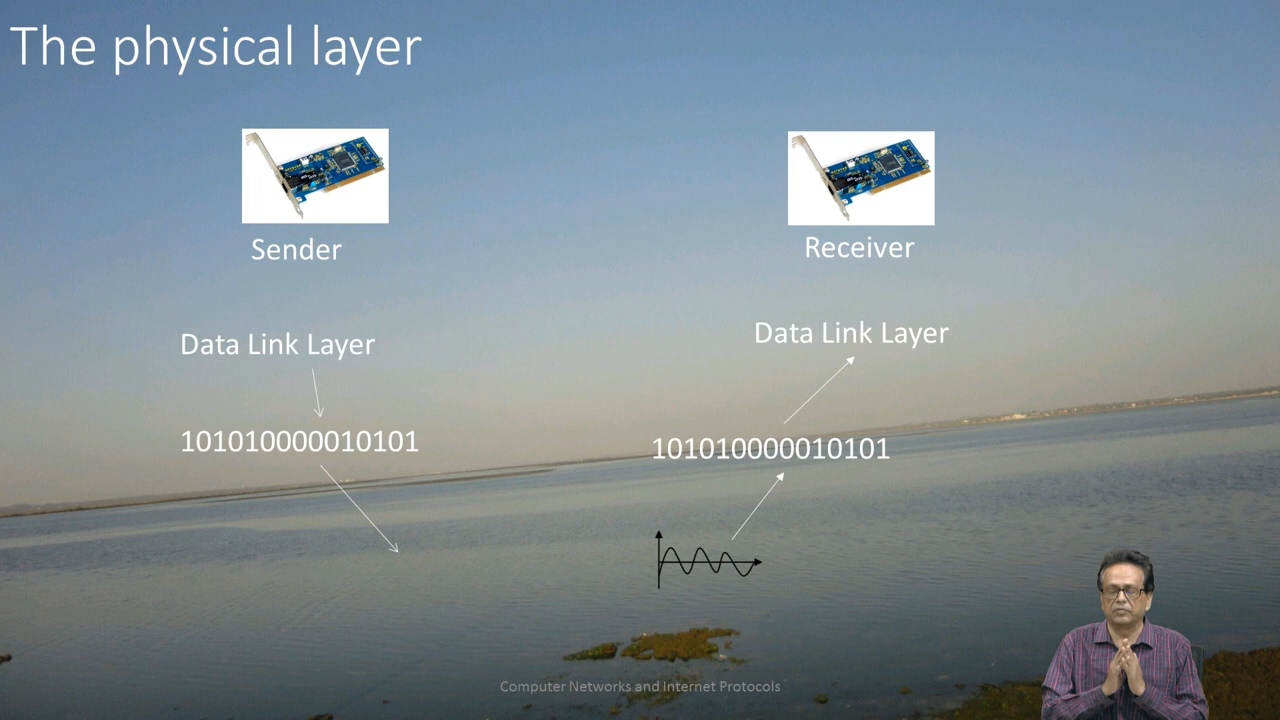 The physical layer
Sender
Receiver
Data Link Layer
Data Link Layer
101010000010101
101010000010101
Computer Networks and Internet Protocols